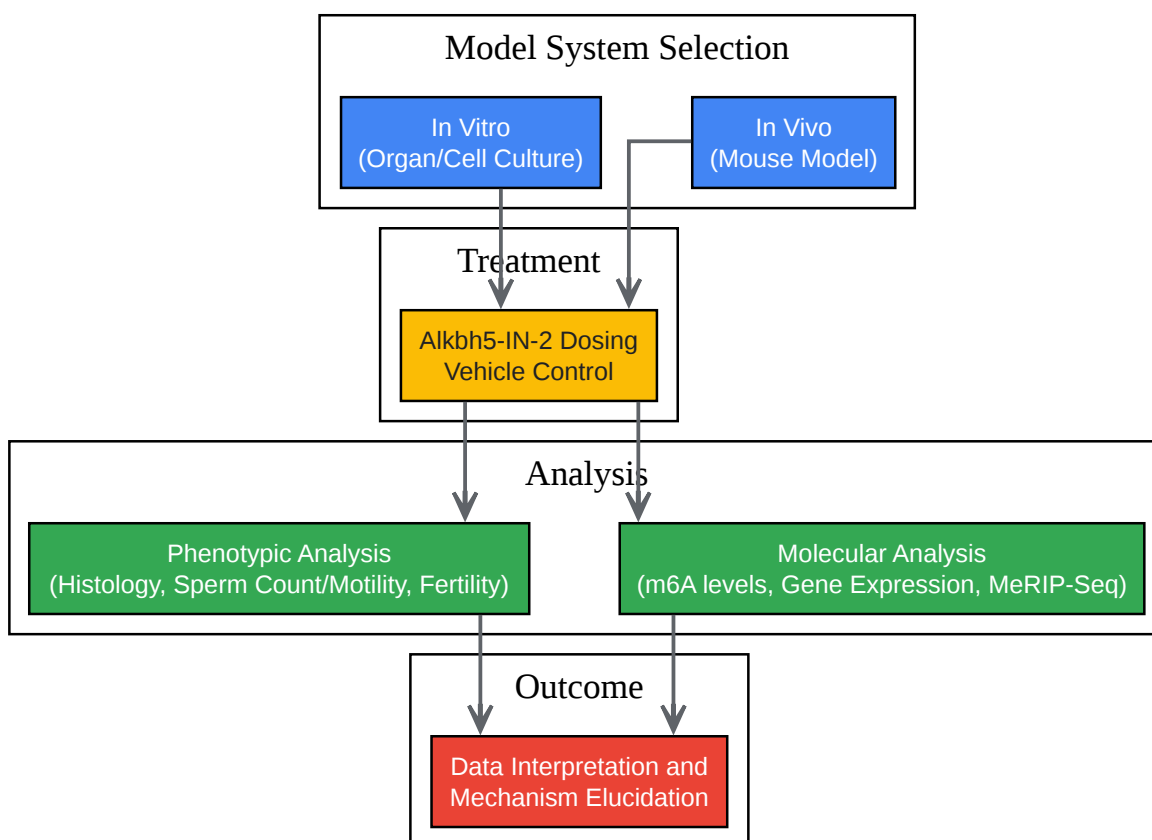 Model System Selection
In Vitro
(Organ/Cell Culture)
In Vivo
(Mouse Model)
Treatment
Alkbh5-IN-2 Dosing
Vehicle Control
Analysis
Phenotypic Analysis
(Histology, Sperm Count/Motility, Fertility)
Molecular Analysis
(m6A levels, Gene Expression, MeRIP-Seq)
Outcome
Data Interpretation and
Mechanism Elucidation